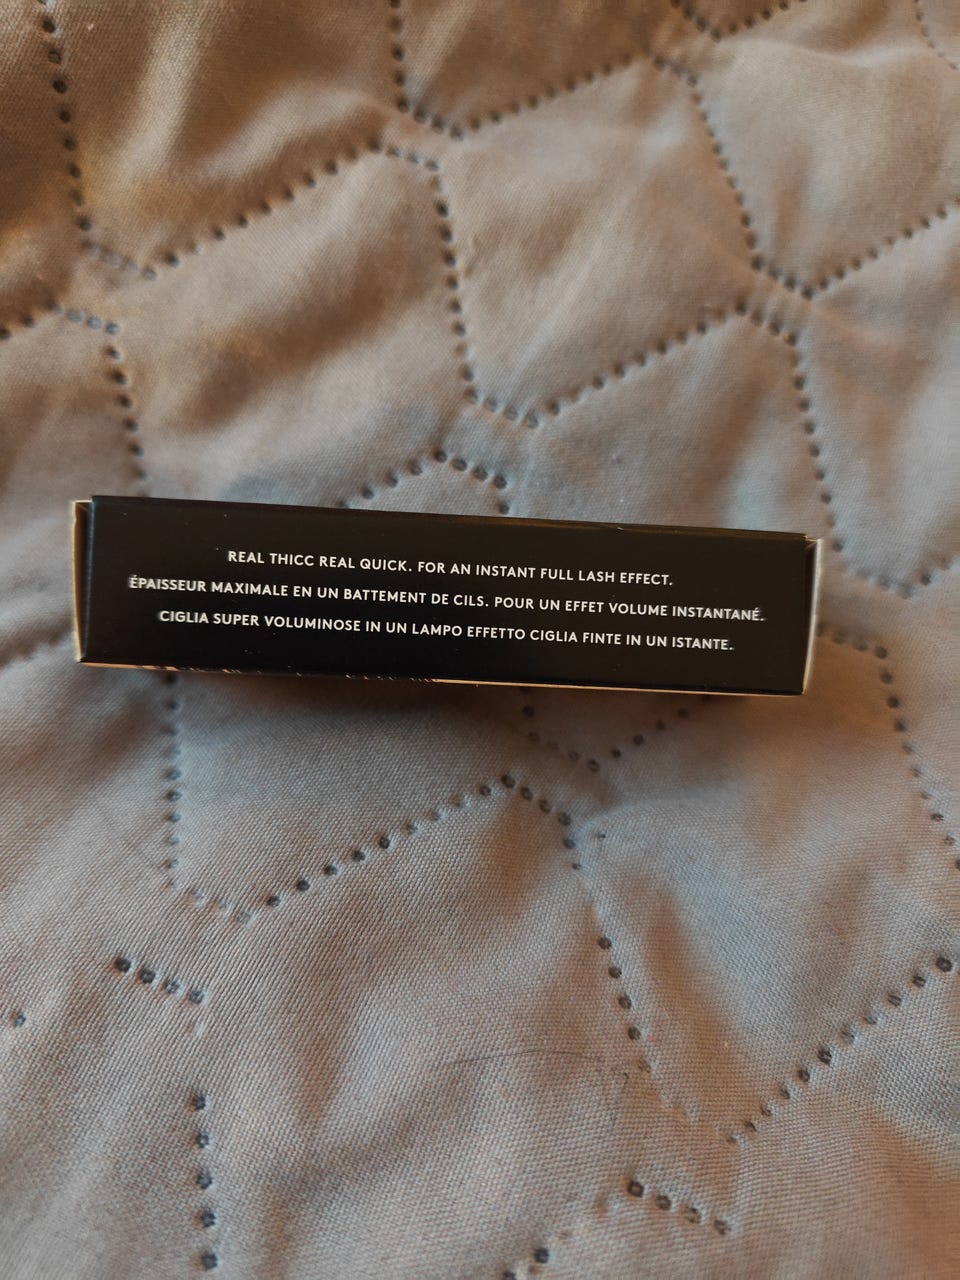 REAL THICC REAL QUICK. FOR AN INSTANT FULL LASH EFFECT.
ÉPAISSEUR MAXIMALE EN UN BATTEMENT DE CILS. POUR UN EFFET VOLUME INSTANTANÉ.
CIGLIA SUPER VOLUMINOSE IN UN LAMPO EFFETTO CIGLIA FINTE IN UN ISTANTE.